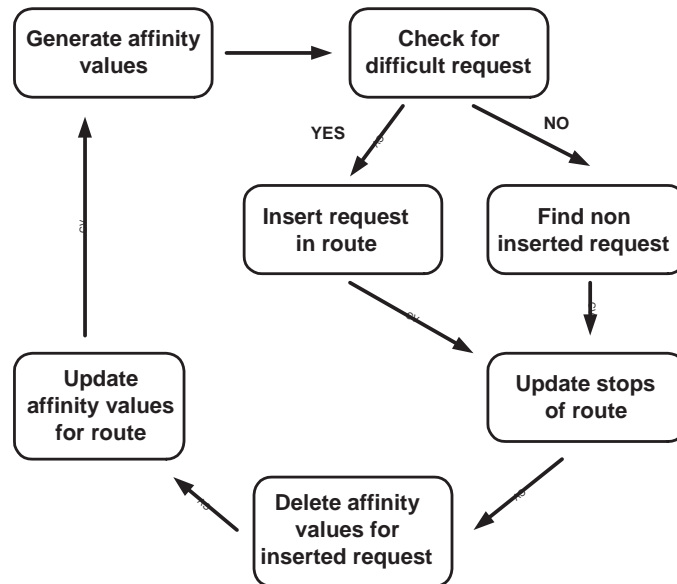 Generate affinity
values
Check for
difficult request
YES
NO
Insert request
in route
Find non
inserted request
Update
affinity values
for route
Update stops
of route
Delete affinity
values for
inserted request